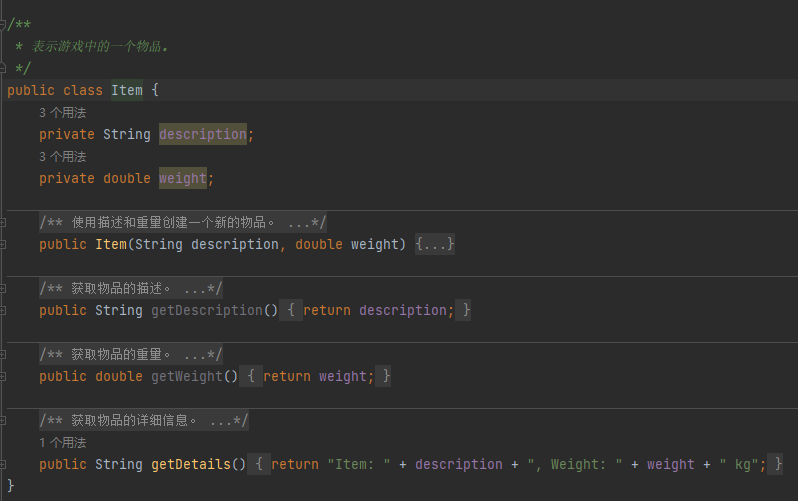 /**
 * 表示游戏中的一个物品。
 */
public class Item {
3 个用法
private String description;
3 个用法
private double weight;
/** 使用描述和重量创建一个新的物品。 ...*/
public Item(String description, double weight) {...}
/** 获取物品的描述。 ...*/
public String getDescription() { return description; }
/** 获取物品的重量。 ...*/
public double getWeight() { return weight; }
/** 获取物品的详细信息。 ...*/
1 个用法
public String getDetails() { return "Item: " + description + ", Weight: " + weight + " kg"; }
}